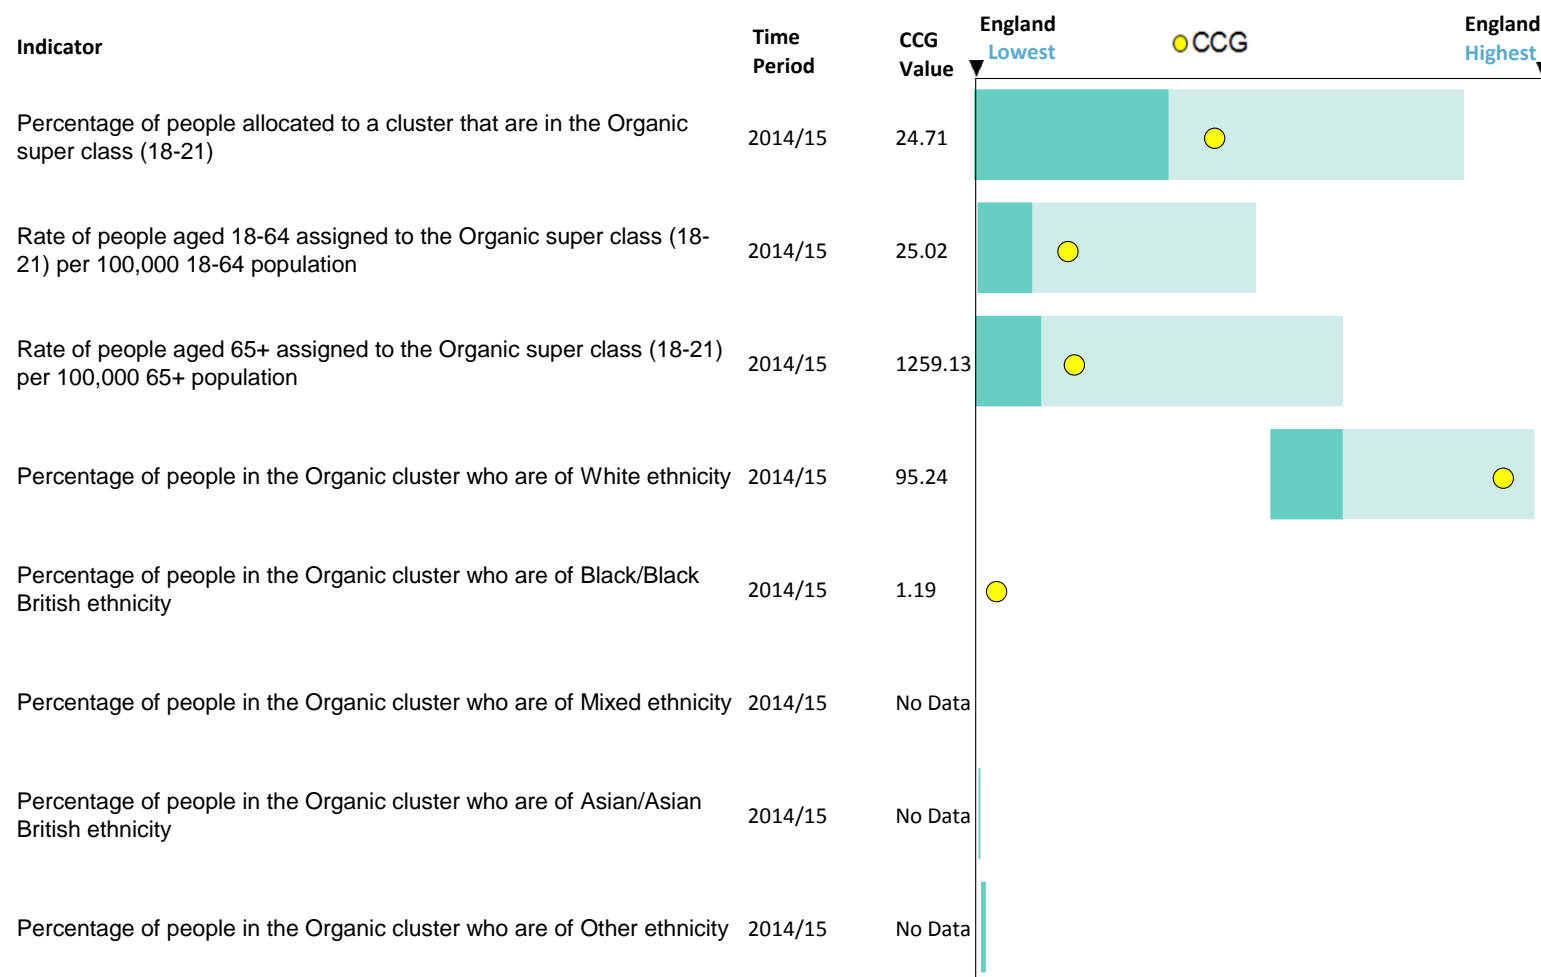 Indicator
Time
Period
CCG
Value
England
Lowest
CCG
England
Highest
Percentage of people allocated to a cluster that are in the Organic
super class (18-21)
2014/15
24.71
Rate of people aged 18-64 assigned to the Organic super class (18-
21) per 100,000 18-64 population
2014/15
25.02
Rate of people aged 65+ assigned to the Organic super class (18-21)
per 100,000 65+ population
2014/15
1259.13
Percentage of people in the Organic cluster who are of White ethnicity
2014/15
95.24
Percentage of people in the Organic cluster who are of Black/Black
British ethnicity
2014/15
1.19
Percentage of people in the Organic cluster who are of Mixed ethnicity
2014/15
No Data
Percentage of people in the Organic cluster who are of Asian/Asian
British ethnicity
2014/15
No Data
Percentage of people in the Organic cluster who are of Other ethnicity
2014/15
No Data